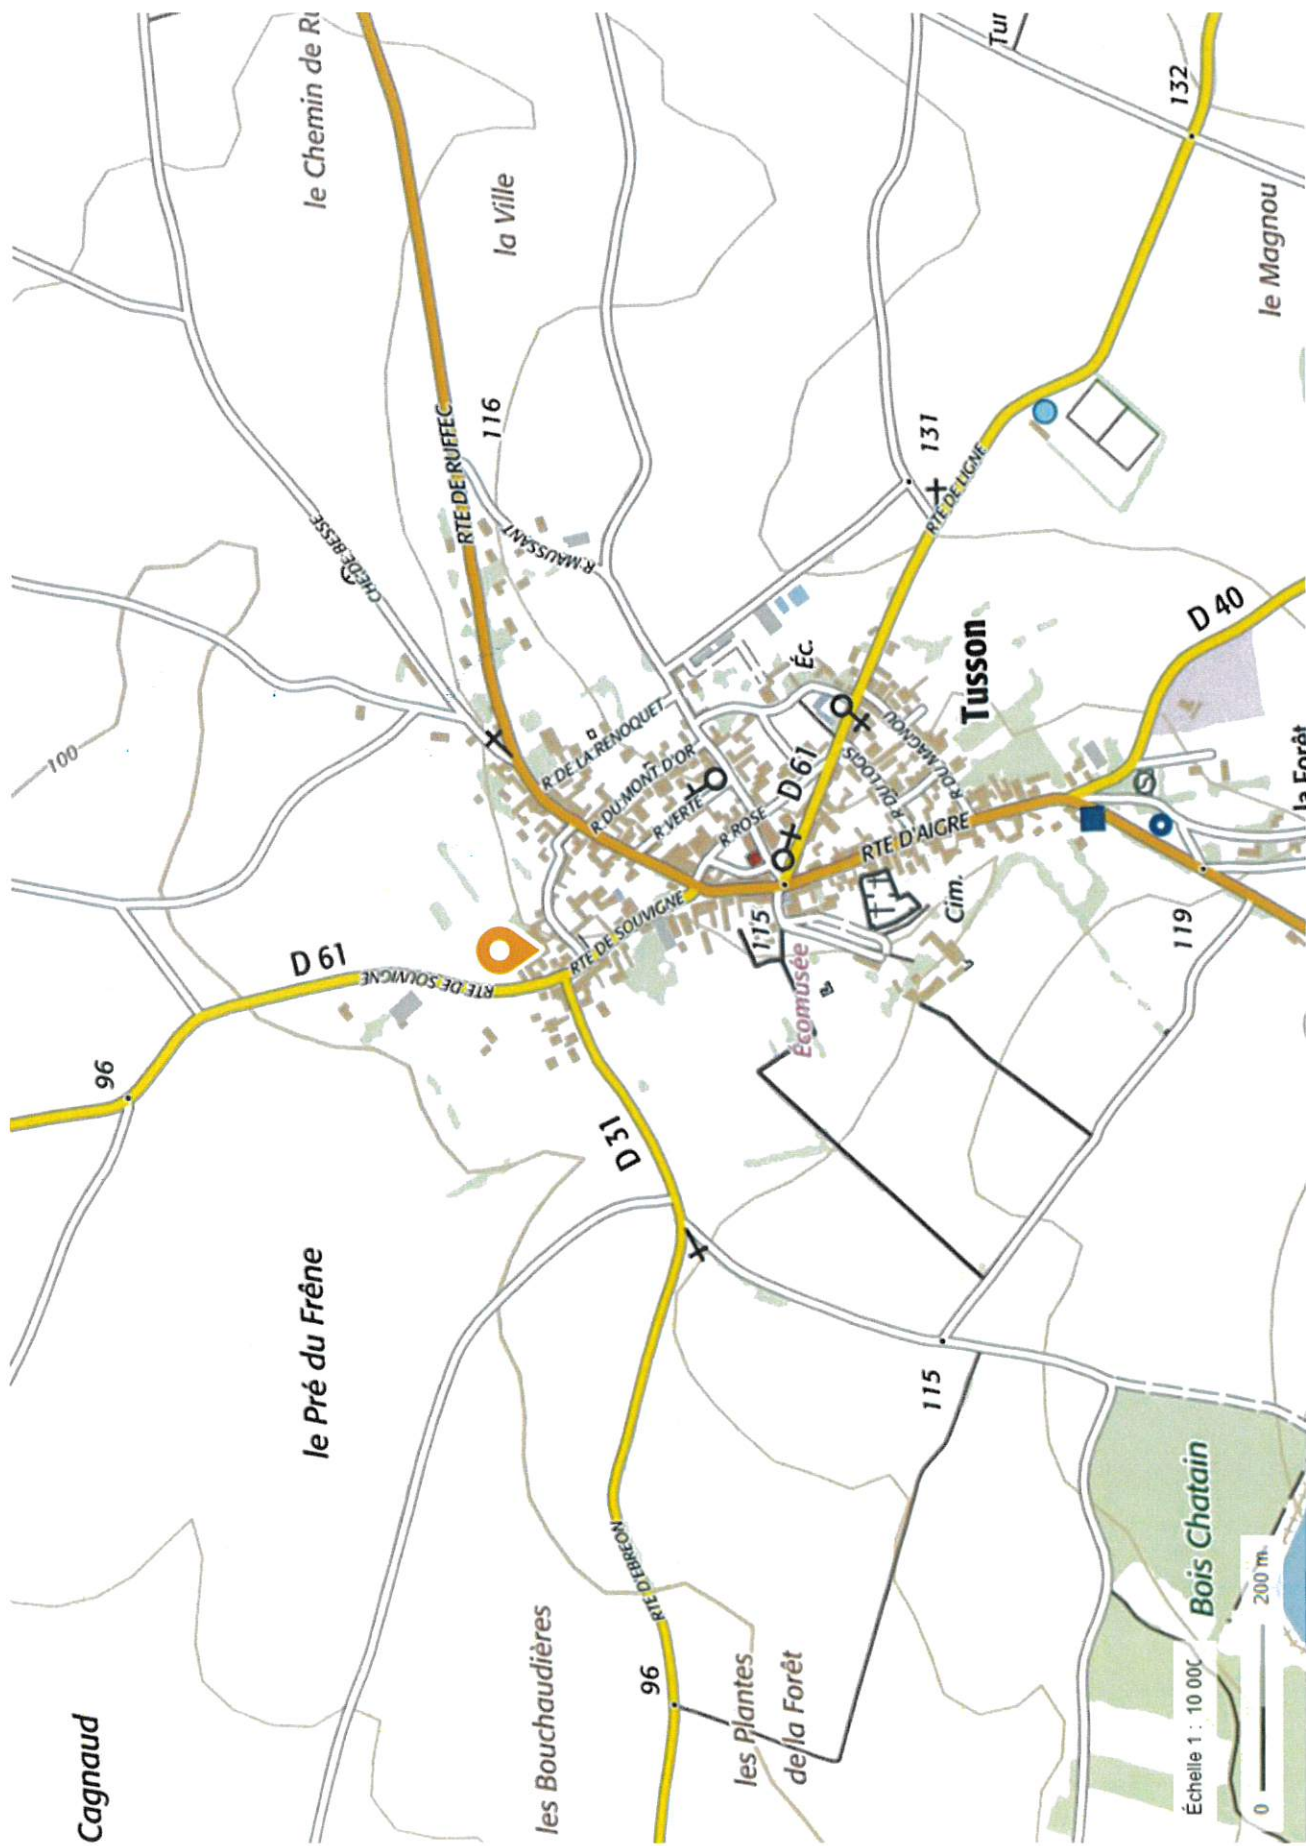 Cagnaud
le Pré du Frêne
96
D 61
RTE DE SOUVIGNE
100
CHE DE BESSE
le Chemin de Ru
RTE DE RUFFEC
116
la Ville
R MAUSSANT
les Bouchaudières
RTE D'EBREON
96
D 31
RTE DE SOUVIGNE
R DE LA RENOQUET
R DU MONT D'OR
R VERTE
R ROSE
les Plantes
de la Forêt
Écomusée
115
D 61
Éc.
R DU LOGIS
R DU MAGNOU
RTE D'AIGRE
Cim.
Tusson
131
RTE DE LIGNE
Tur
132
115
119
D 40
le Magnou
la Forêt
Bois Chatain
Échelle 1 : 10 000
0 200 m